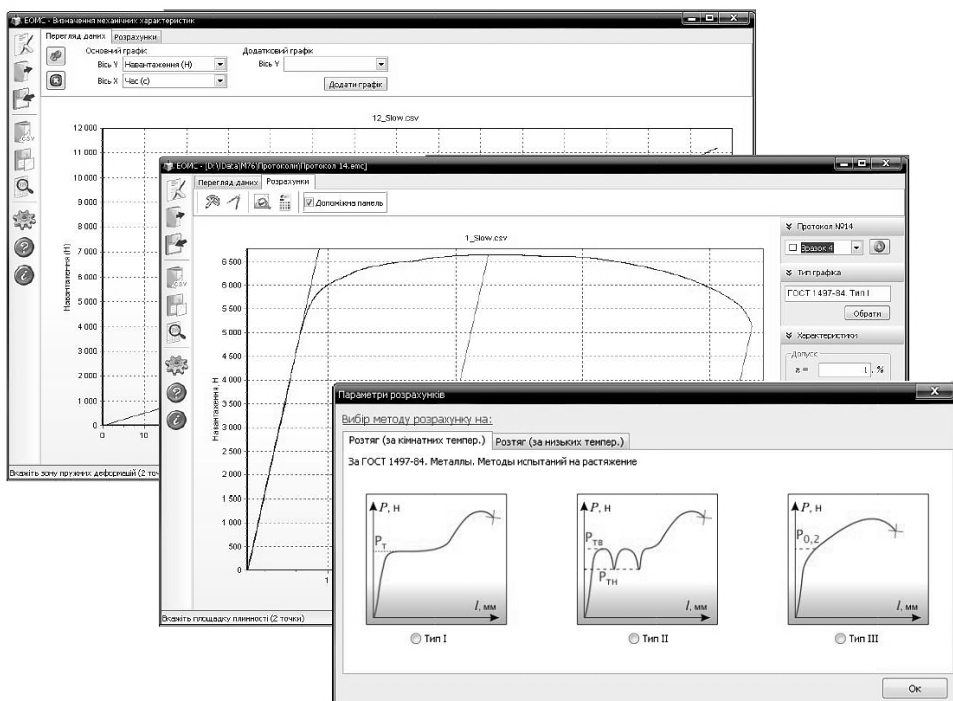 ЕОМС - Визначення механічних характеристик
Перегляд даних Розрахунки
Основний графік Додатковий графік
Вісь Y Навантаження (Н) Вісь Y
Вісь X Час (с)
Додати графік
12_Slow.csv
12 000
11 000
10 000
9 000
8 000
7 000
6 000
5 000
4 000
3 000
2 000
1 000
0
0 10
Навантаження (Н)
CSV
Вкажіть зону пружних деформацій (2 точ
ЕОМС - [D:\!Data\М76\Протоколи\Протокол 14.emc]
Перегляд даних Розрахунки
Допоміжна панель
1_Slow.csv
6 500
6 000
5 500
5 000
4 500
4 000
3 500
3 000
2 500
2 000
1 500
1 000
500
0
1
Навантаження, Н
CSV
Протокол №14
Зразок 4
Тип графіка
ГОСТ 1497-84. Тип I
Обрати
Характеристики
Допуск
1, %
Вкажіть площадку плинності (2 точки)
Параметри розрахунків
Вибір методу розрахунку на:
Розтяг (за кімнатних темпер.) Розтяг (за низьких темпер.)
За ГОСТ 1497-84. Металлы. Методы испытаний на растяжение
P, н
Pт
l, мм
Тип I
P, н
Pтв
Pтн
l, мм
Тип II
P, н
P0,2
l, мм
Тип III
Ок